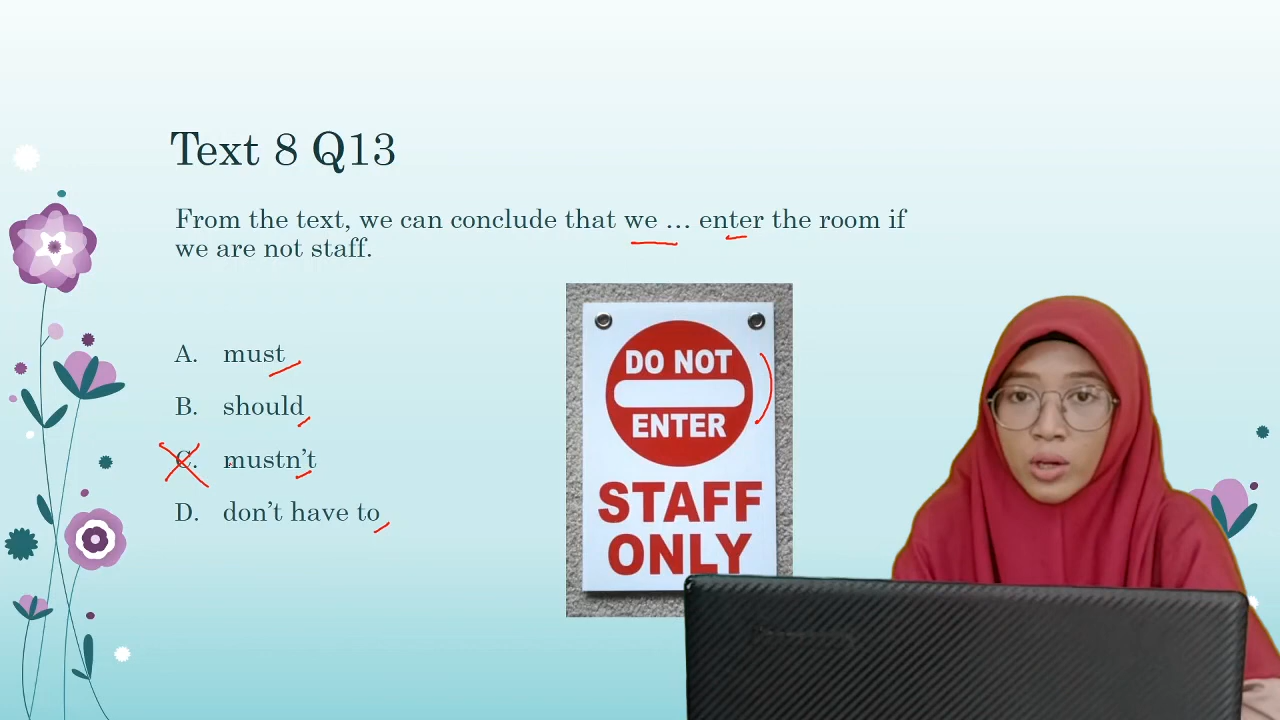 Text 8 Q13
From the text, we can conclude that we … enter the room if
we are not staff.
A. must
B. should
C. mustn't
D. don't have to
DO NOT
ENTER
STAFF
ONLY